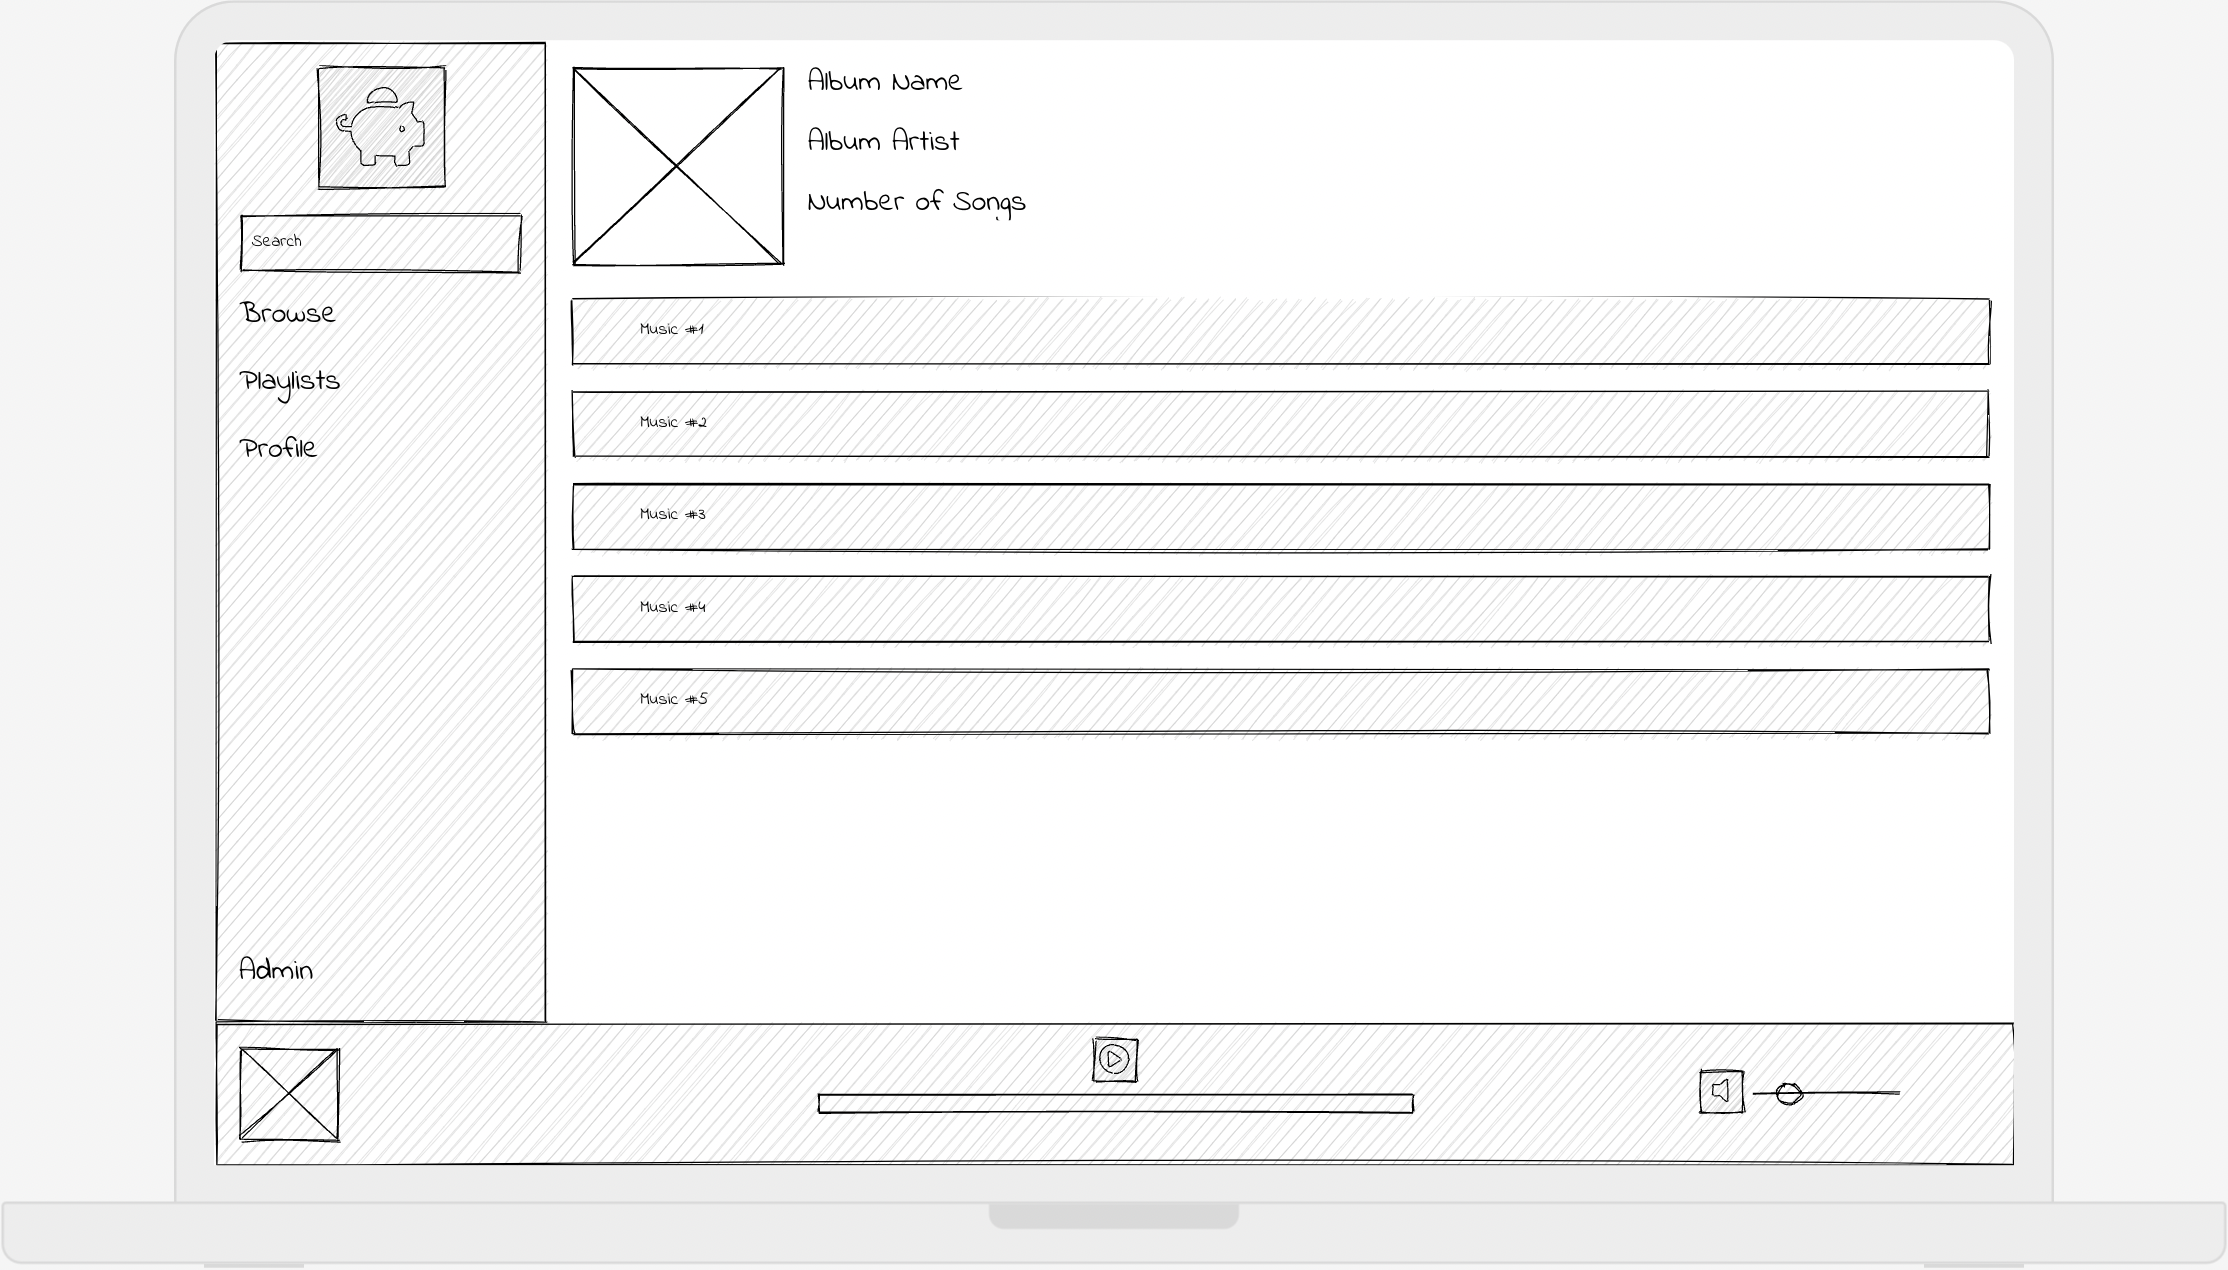 Search
Browse
Playlists
Profile
Admin
Album Name
Album Artist
Number of Songs
Music #1
Music #2
Music #3
Music #4
Music #5